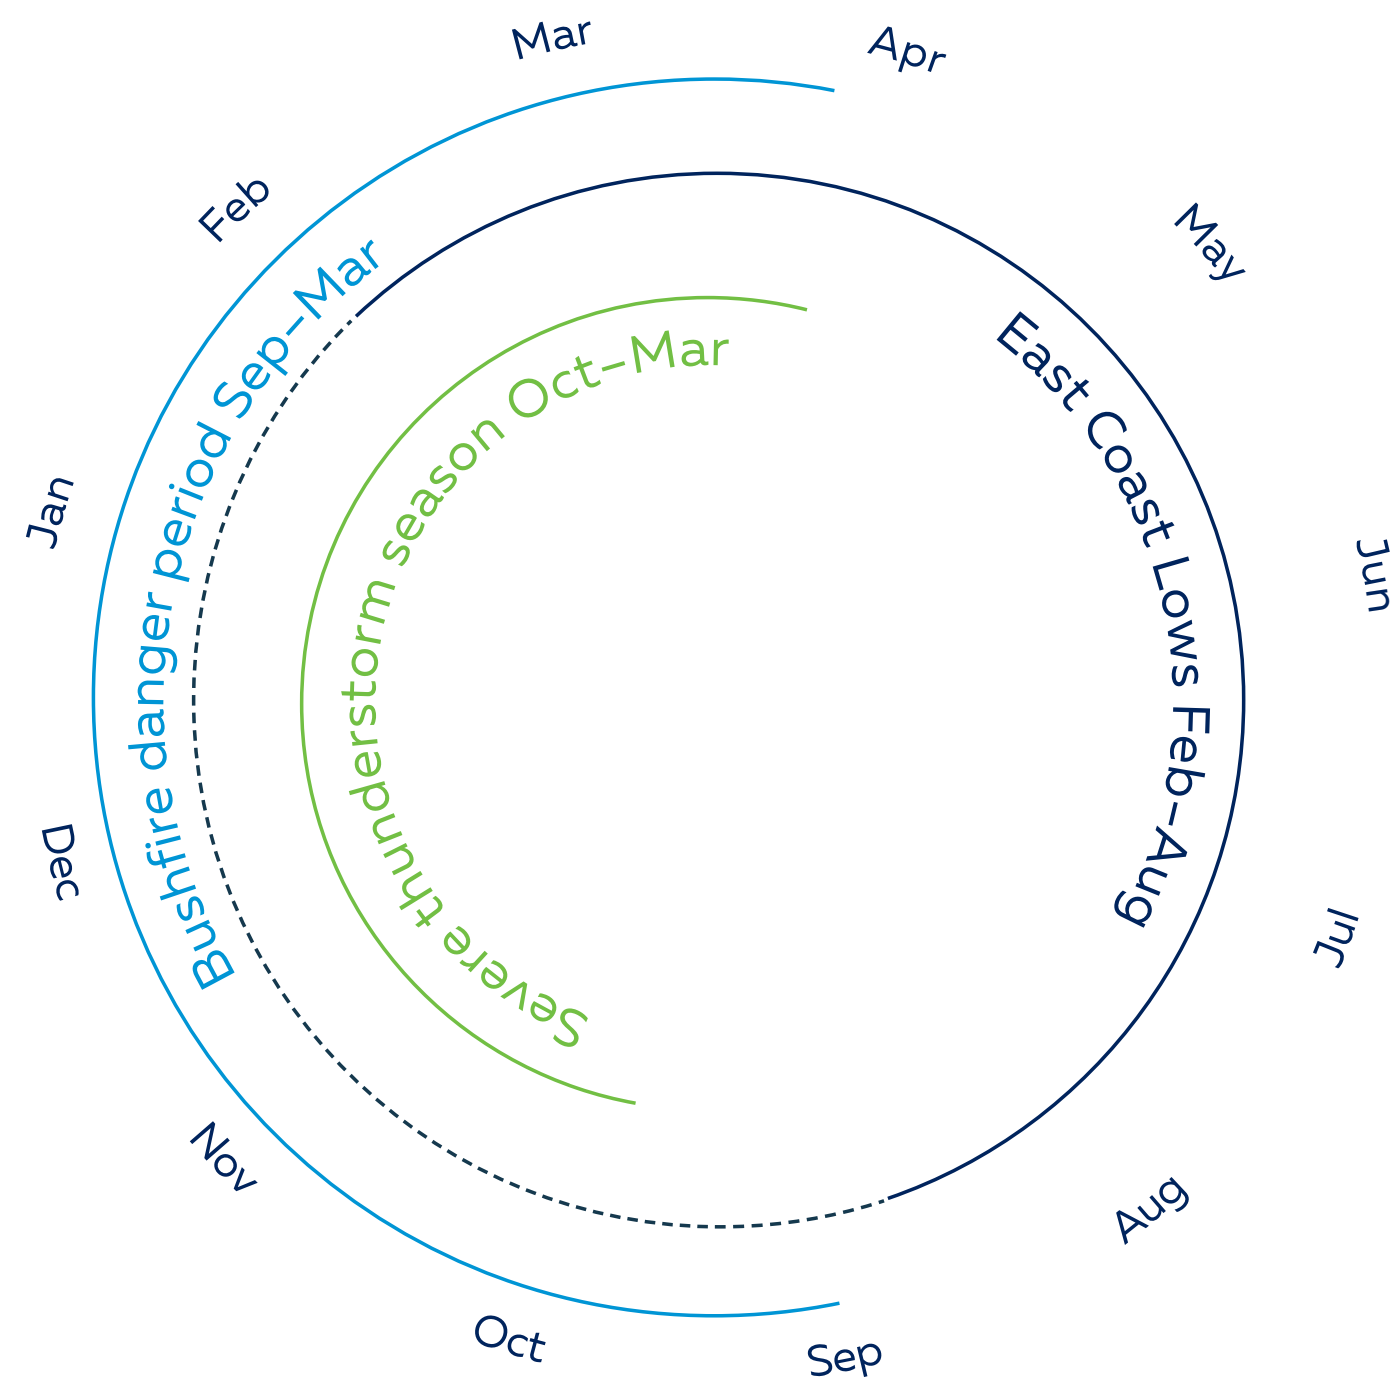 Mar
Apr
May
Jun
Jul
Aug
Sep
Oct
Nov
Dec
Jan
Feb
Bushfire danger period Sep–Mar
Severe thunderstorm season Oct–Mar
East Coast Lows Feb–Aug